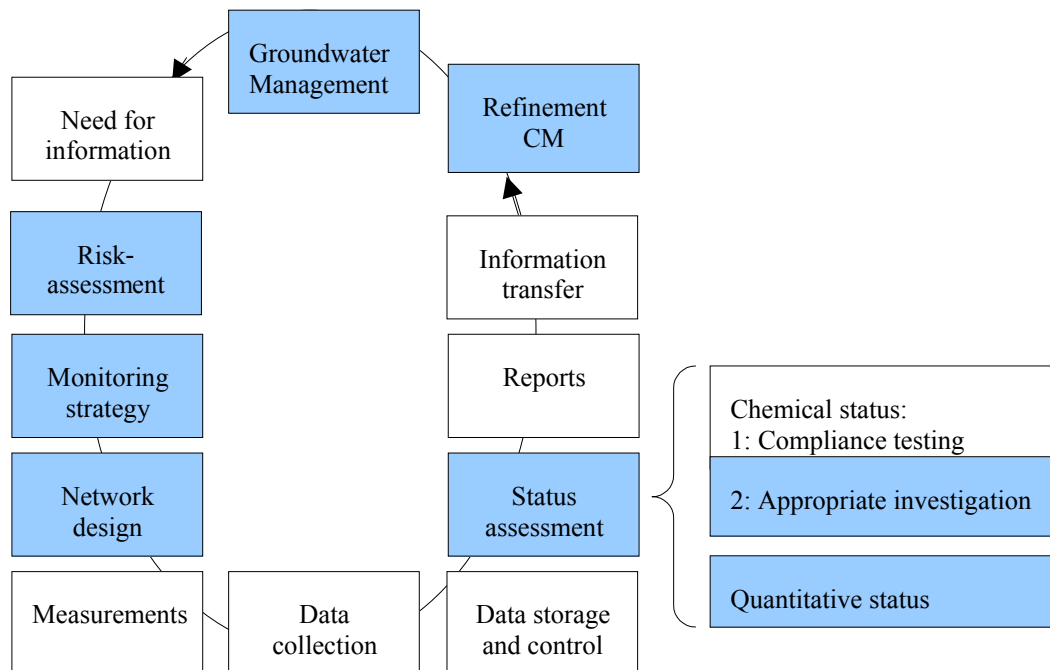 Groundwater
Management
Refinement
CM
Need for
information
Risk-
assessment
Information
transfer
Monitoring
strategy
Reports
Chemical status:
1: Compliance testing
Network
design
Status
assessment
2: Appropriate investigation
Quantitative status
Measurements
Data
collection
Data storage
and control